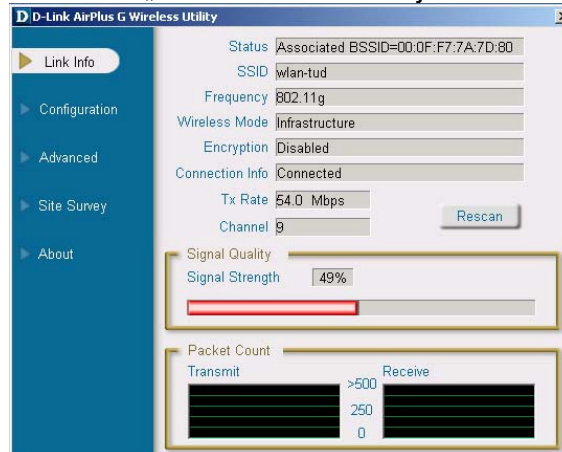 D D-Link AirPlus G Wireless Utility
Link Info
Configuration
Advanced
Site Survey
About
Status Associated BSSID=00:0F:F7:7A:7D:80
SSID wlan-tud
Frequency 802.11g
Wireless Mode Infrastructure
Encryption Disabled
Connection Info Connected
Tx Rate 54.0 Mbps
Channel 9
Rescan
Signal Quality
Signal Strength 49%
Packet Count
Transmit Receive
>500
250
0